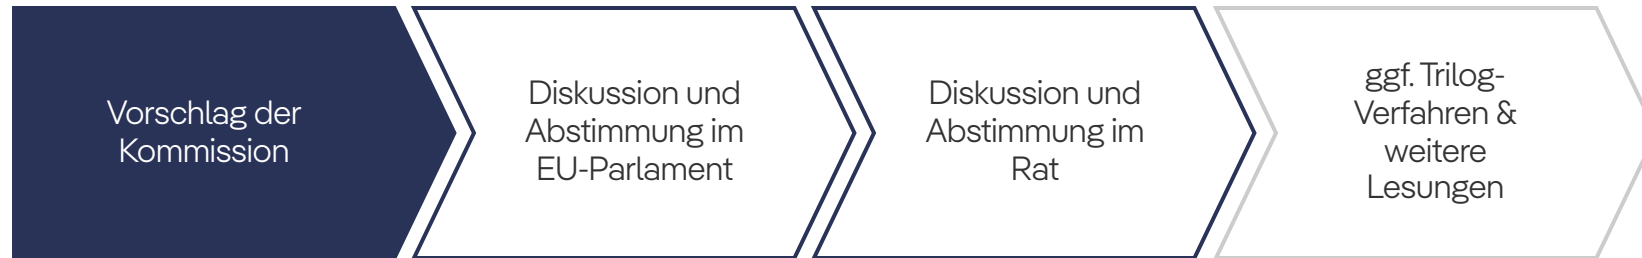 Vorschlag der
Kommission
Diskussion und
Abstimmung im
EU-Parlament
Diskussion und
Abstimmung im
Rat
ggf. Trilog-
Verfahren &
weitere
Lesungen